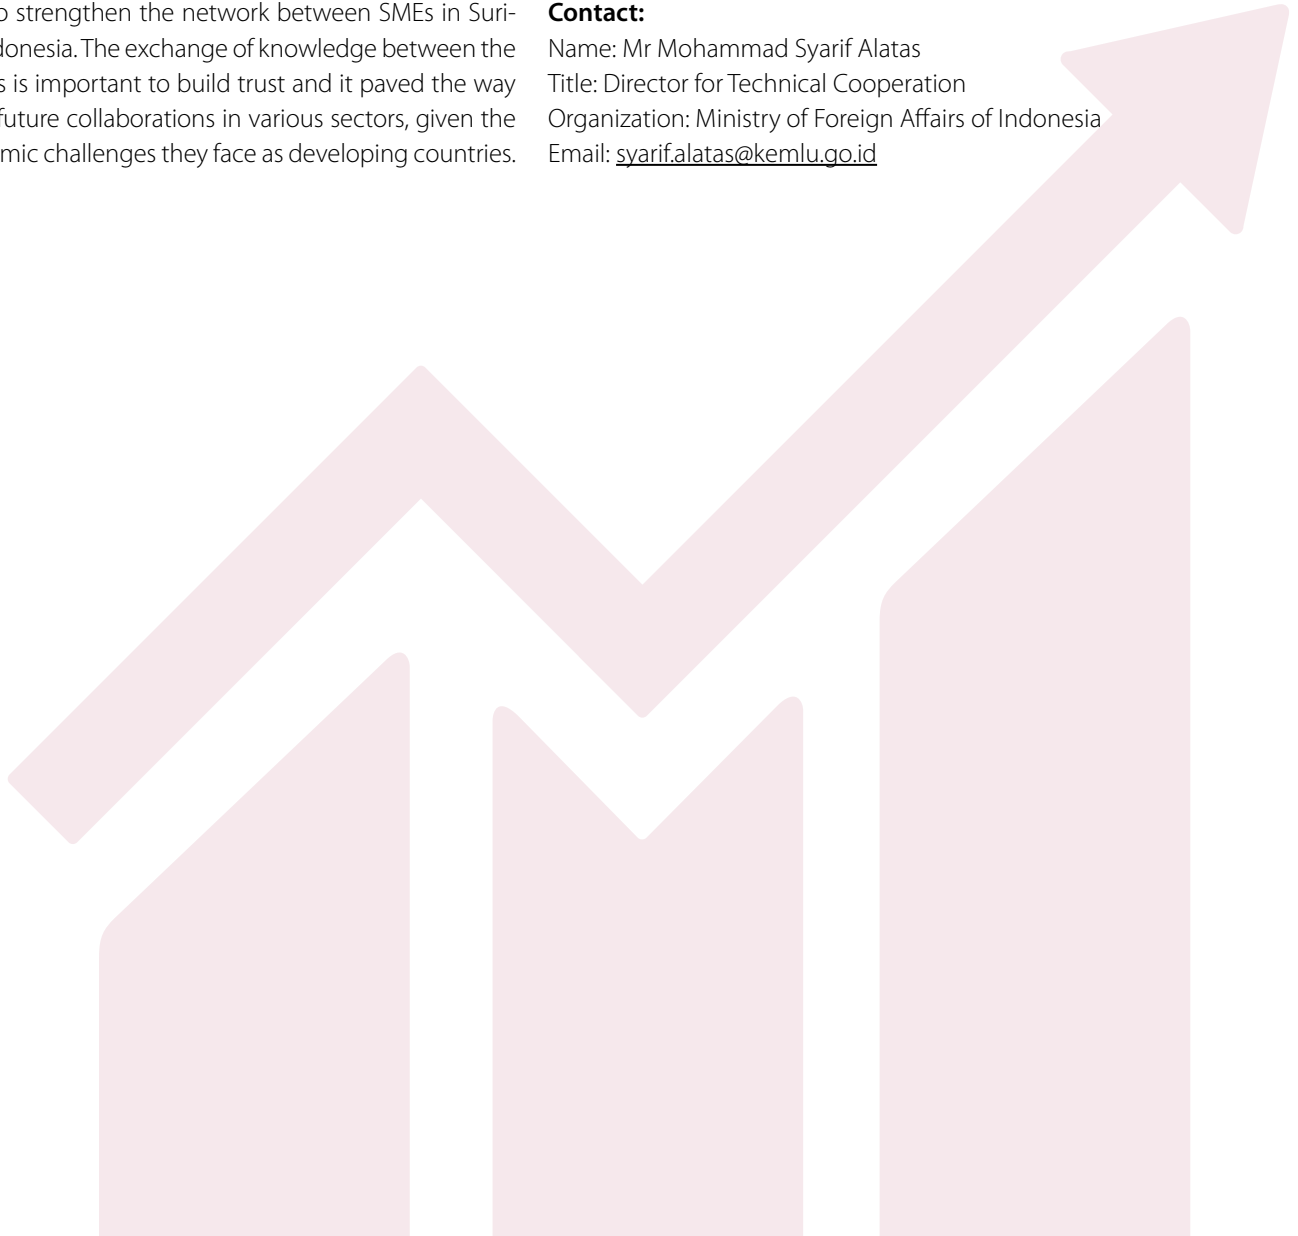 strengthen the network between SMEs in Suri-
The exchange of knowledge between the
is important to build trust and it paved the way
future collaborations in various sectors, given the
challenges they face as developing countries.
Contact:
Name: Mr Mohammad Syarif Alatas
Title: Director for Technical Cooperation
Organization: Ministry of Foreign Affairs of Indonesia
Email: syarif.alatas@kemlu.go.id